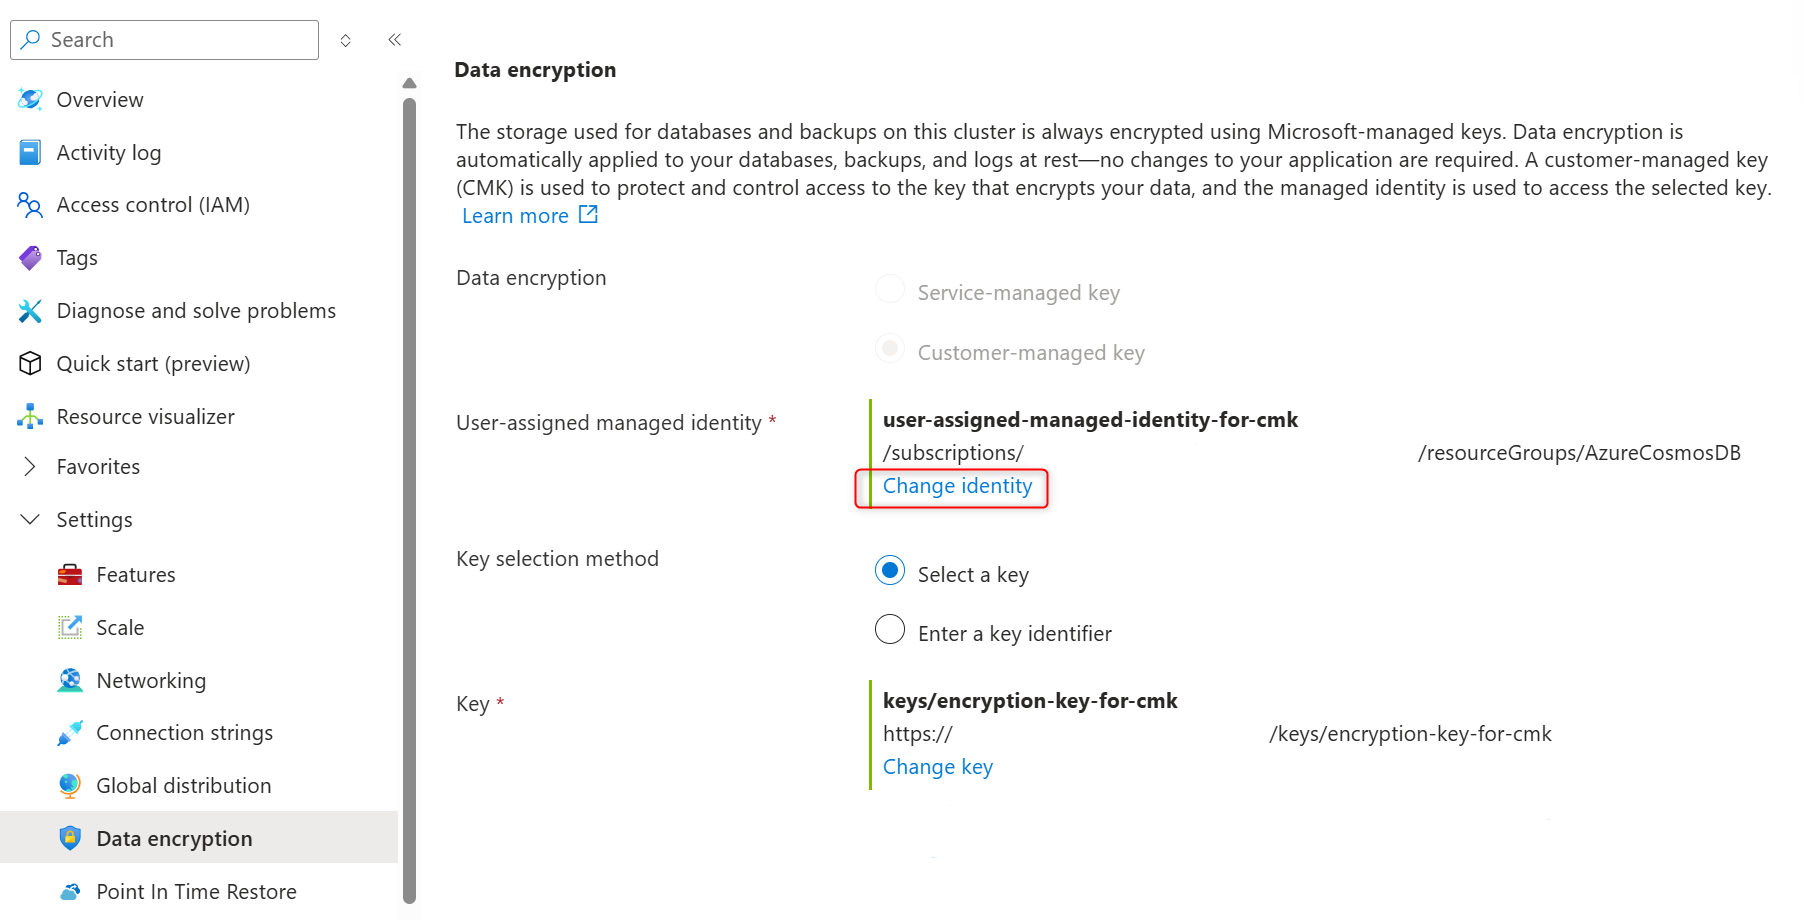 Search
Overview
Activity log
Access control (IAM)
Tags
Diagnose and solve problems
Quick start (preview)
Resource visualizer
Favorites
Settings
Features
Scale
Networking
Connection strings
Global distribution
Data encryption
Point In Time Restore
Data encryption
The storage used for databases and backups on this cluster is always encrypted using Microsoft-managed keys. Data encryption is
automatically applied to your databases, backups, and logs at rest—no changes to your application are required. A customer-managed key
(CMK) is used to protect and control access to the key that encrypts your data, and the managed identity is used to access the selected key.
Learn more
Data encryption
Service-managed key
Customer-managed key
User-assigned managed identity *
user-assigned-managed-identity-for-cmk
/subscriptions/ /resourceGroups/AzureCosmosDB
Change identity
Key selection method
Select a key
Enter a key identifier
Key *
keys/encryption-key-for-cmk
https:// /keys/encryption-key-for-cmk
Change key